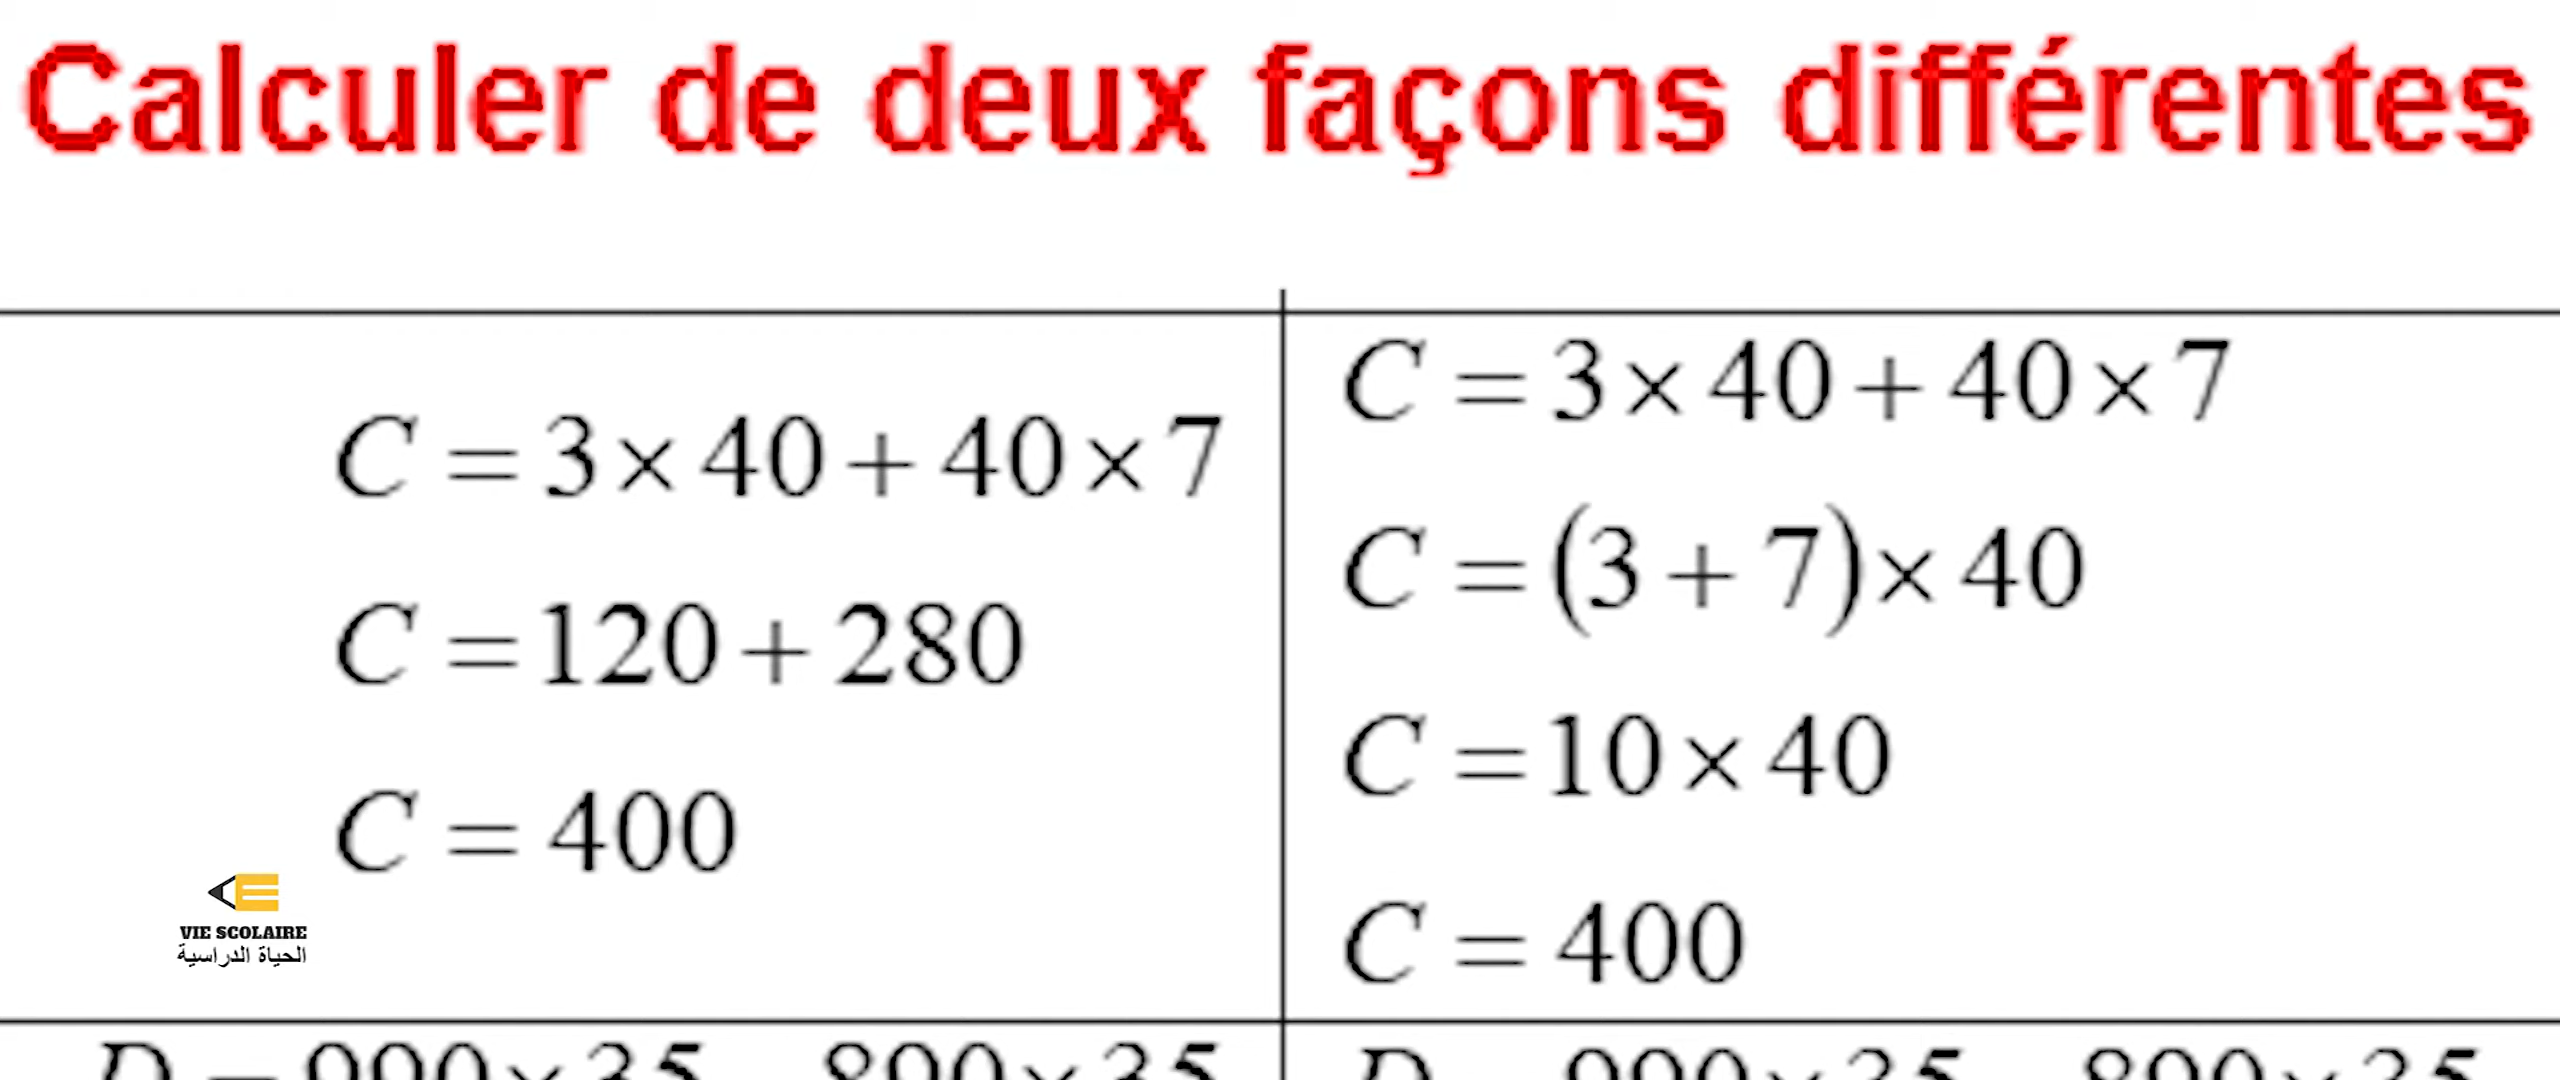 Calculer de deux façons différentes
C = 3 × 40 + 40 × 7
C = 120 + 280
C = 400
VIE SCOLAIRE
الحياة الدراسية
C = 3 × 40 + 40 × 7
C = (3 + 7) × 40
C = 10 × 40
C = 400